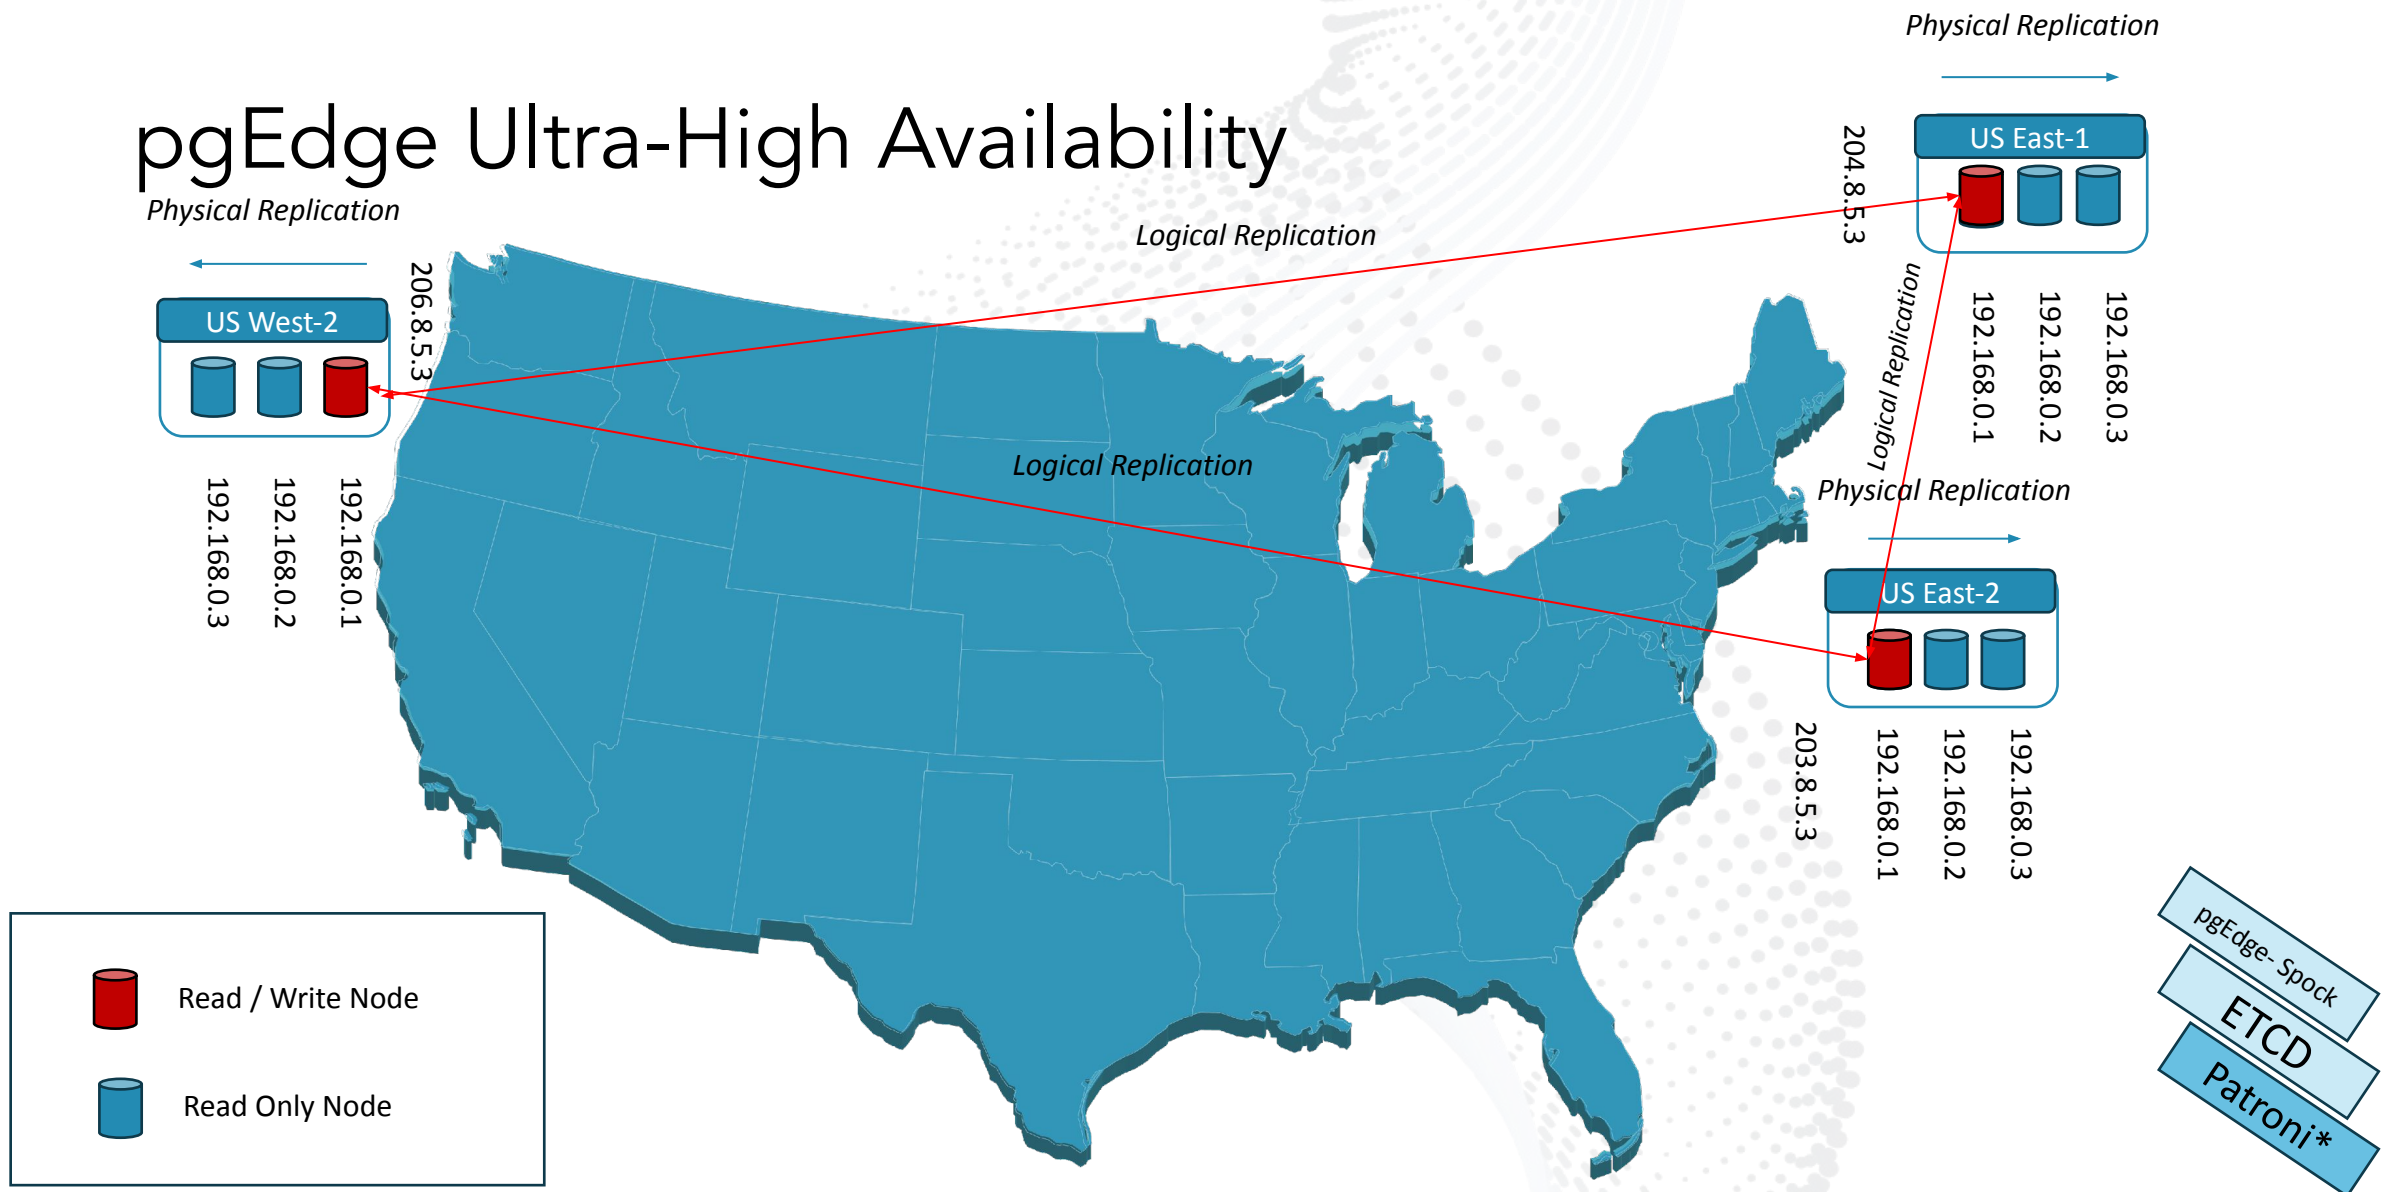 Physical Replication
pgEdge Ultra-High Availability
US East-1
204.8.5.3
Physical Replication
Logical Replication
206.8.5.3
US West-2
Logical Replication
192.168.0.1
192.168.0.2
192.168.0.3
Logical Replication
192.168.0.3
192.168.0.2
192.168.0.1
Physical Replication
US East-2
203.8.5.3
192.168.0.1
192.168.0.2
192.168.0.3
pgEdge- Spock
ETCD
Patroni*
Read / Write Node
Read Only Node